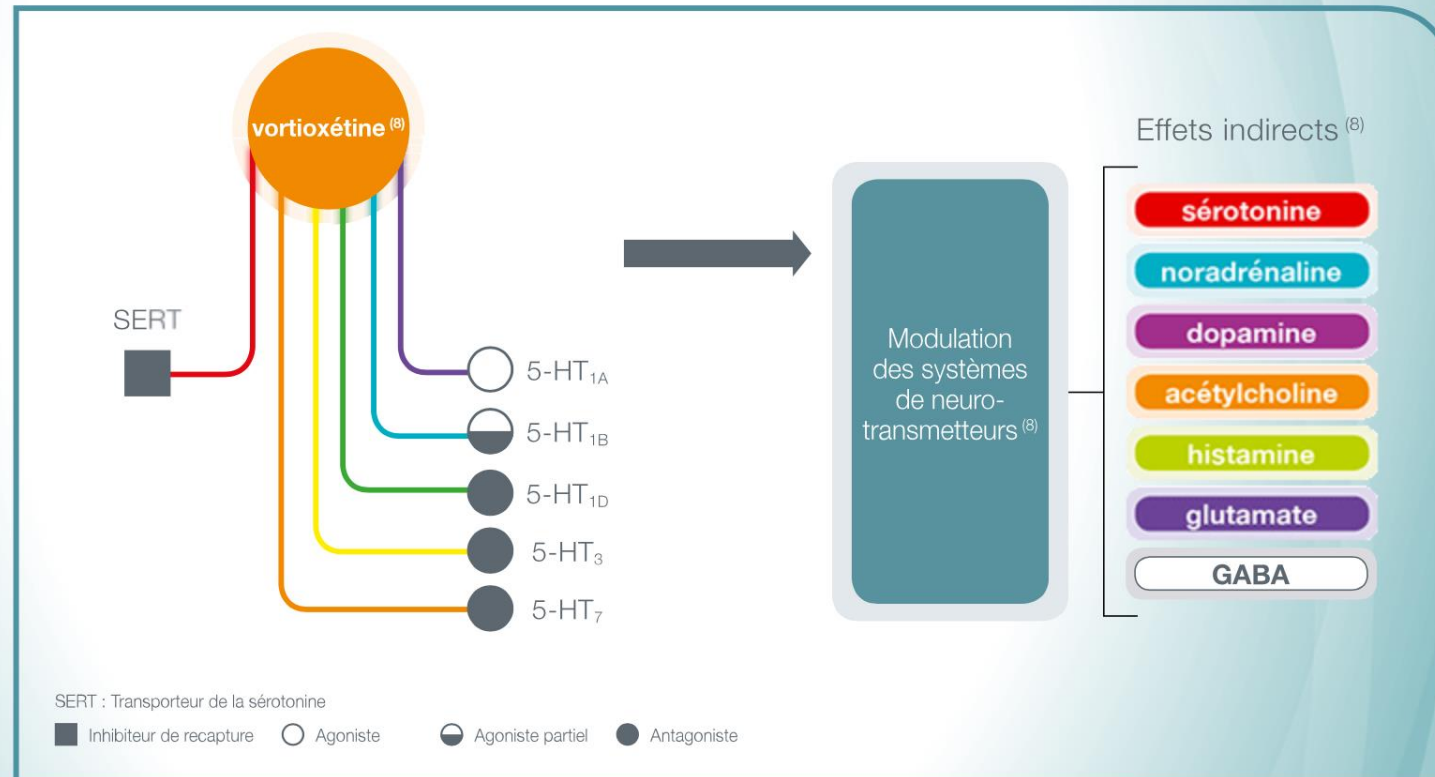 vortioxétine (8)
SERT
5-HT1A
5-HT1B
5-HT1D
5-HT3
5-HT7
Modulation
des systèmes
de neuro-
transmetteurs (8)
Effets indirects (8)
sérotonine
noradrénaline
dopamine
acétylcholine
histamine
glutamate
GABA
SERT : Transporteur de la sérotonine
Inhibiteur de recapture Agoniste Agoniste partiel Antagoniste